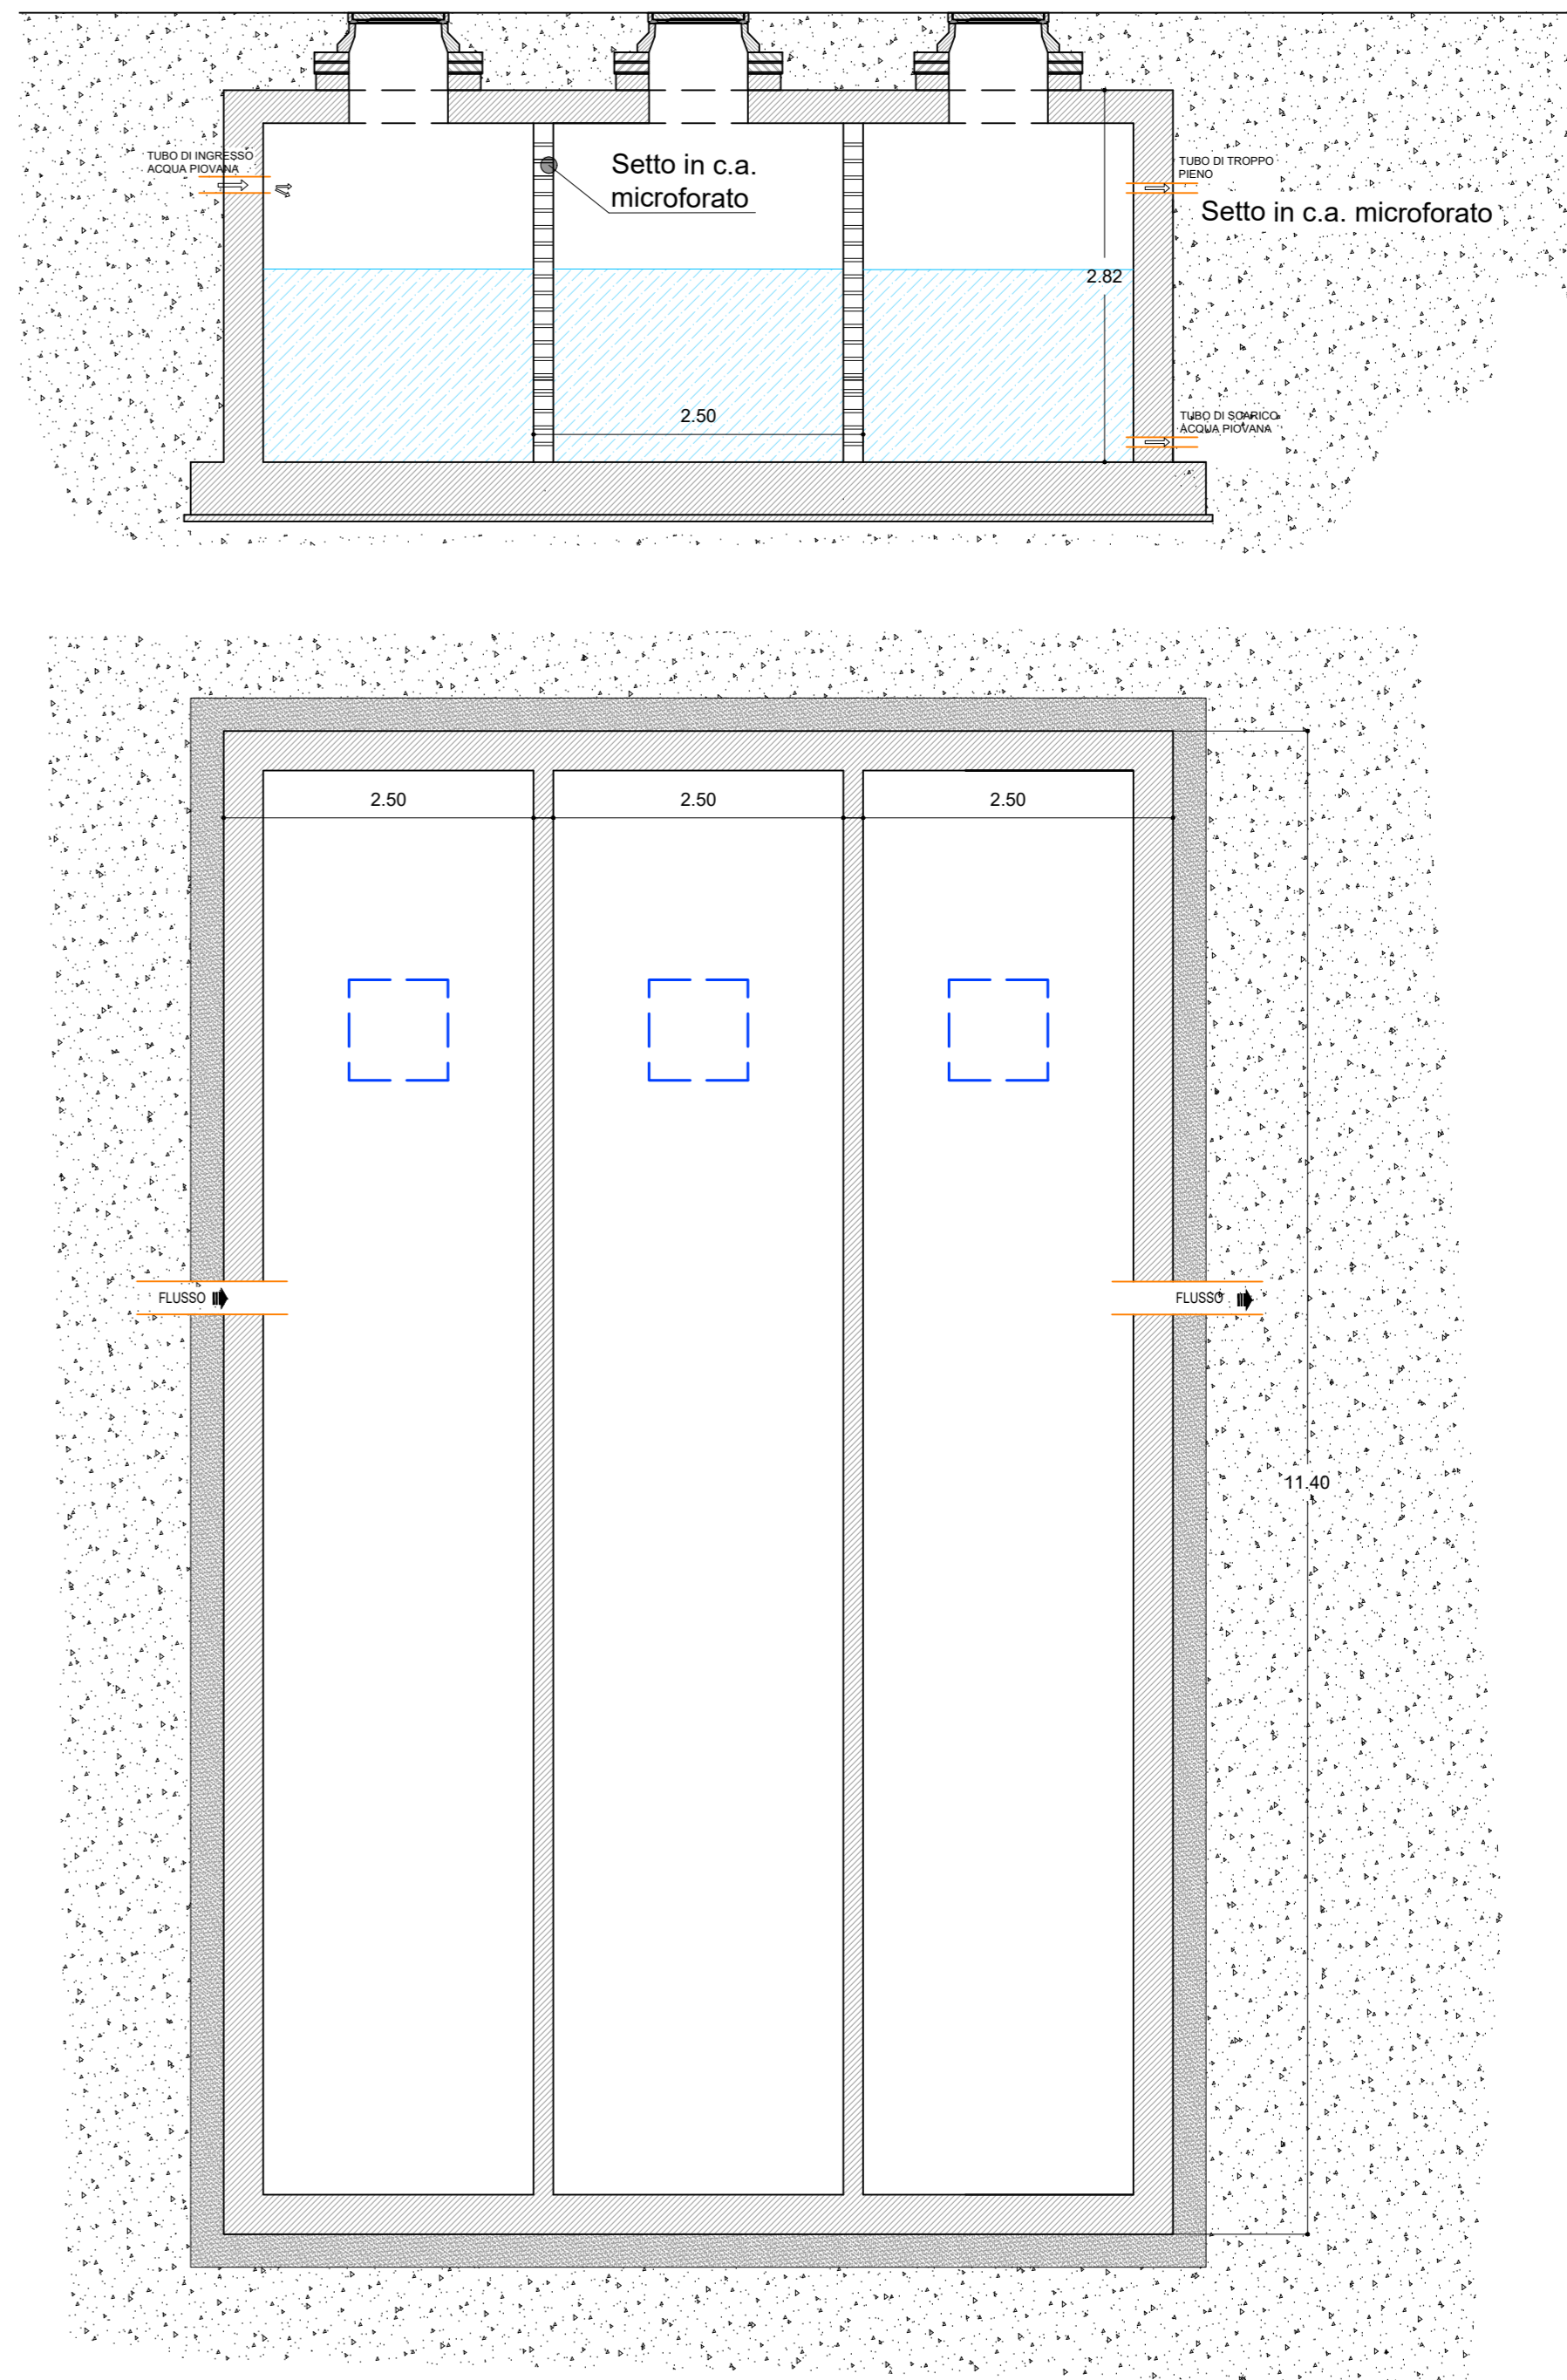 TUBO DI INGRESSO
ACQUA PIOVANA
Setto in c.a.
microforato
TUBO DI TROPPO
PIENO
Setto in c.a. microforato
2.82
2.50
TUBO DI SCARICO
ACQUA PIOVANA
2.50
2.50
2.50
FLUSSO
FLUSSO
11.40